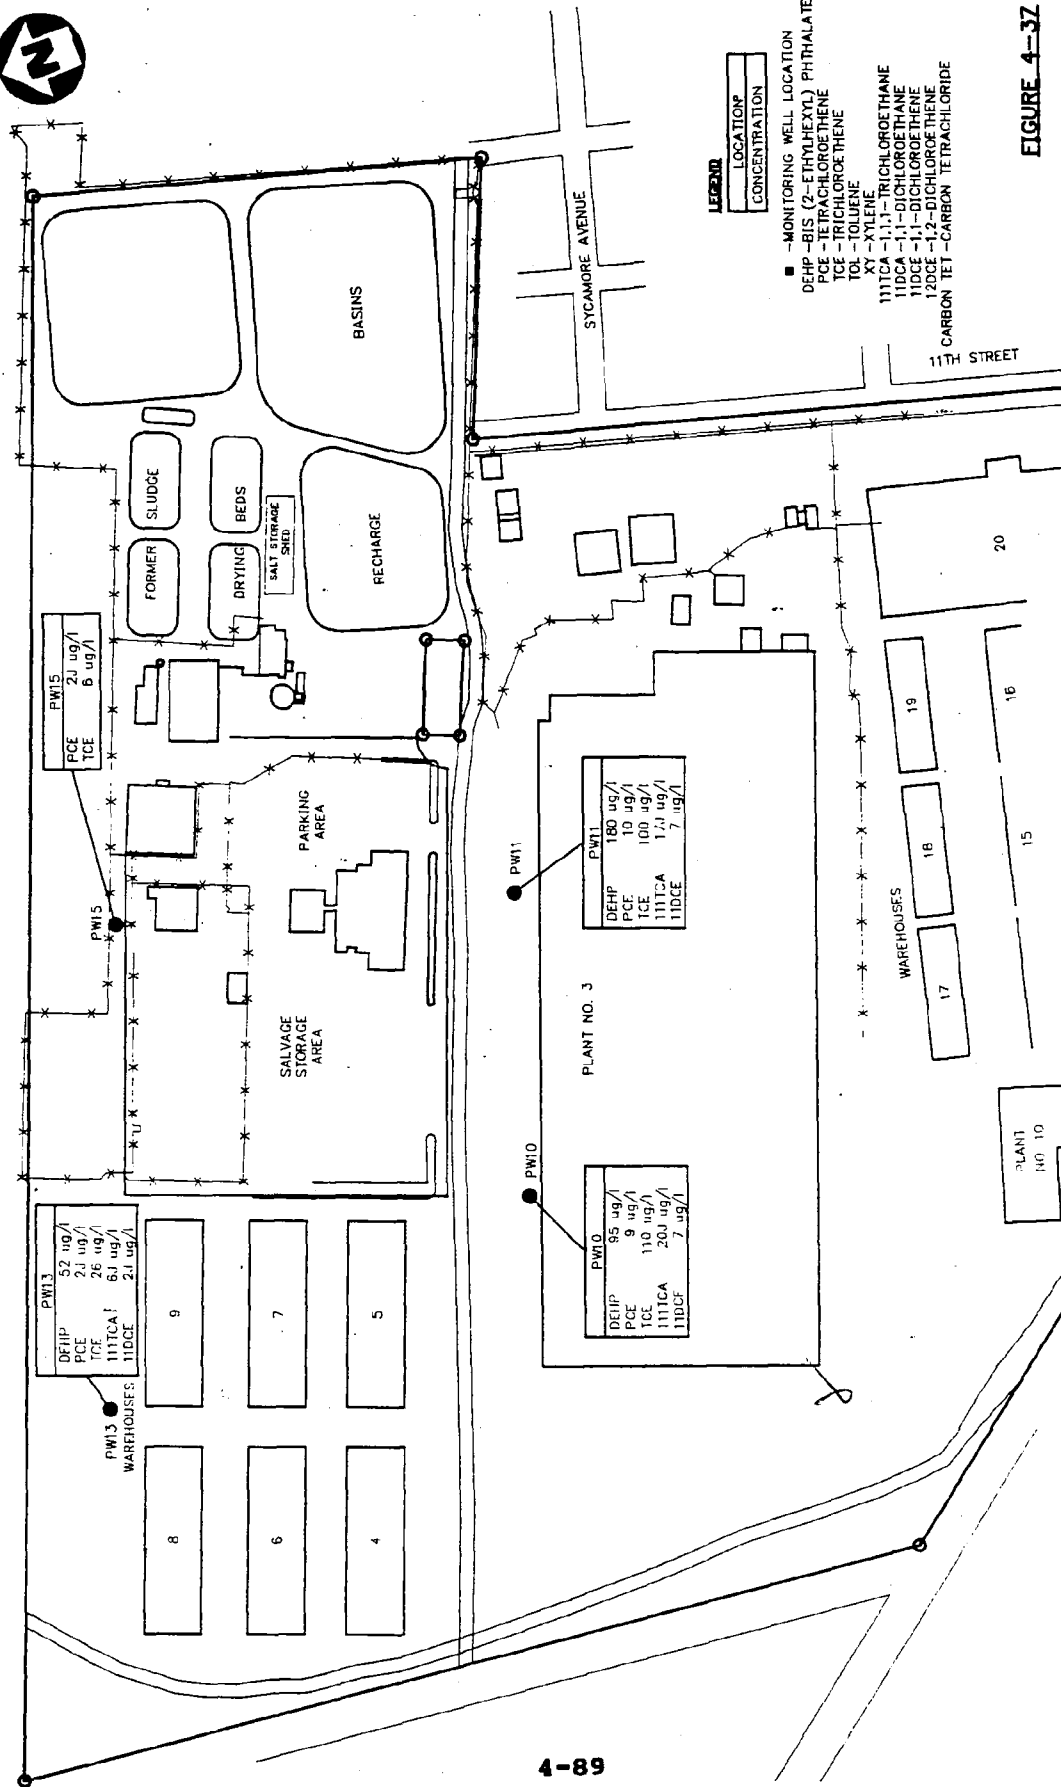 N
PW13
DEHP 52 ug/l
PCE 2J ug/l
TCE 26 ug/l
111TCA 6J ug/l
11DCE 2J ug/l
PW13
WAREHOUSES
8
9
6
7
4
5
PW15
PCE 2J ug/l
TCE 6 ug/l
PW15
SALVAGE
STORAGE
AREA
PARKING
AREA
FORMER
SLUDGE
DRYING
BEDS
SALT STORAGE
SHED
RECHARGE
BASINS
PW10
PW10
DEHP 95 ug/l
PCE 9 ug/l
TCE 110 ug/l
111TCA 20J ug/l
11DCE 7 ug/l
PLANT NO. 3
PW11
PW11
DEHP 180 ug/l
PCE 10 ug/l
TCE 100 ug/l
111TCA 17J ug/l
11DCE 7 ug/l
SYCAMORE AVENUE
11TH STREET
WAREHOUSES
17
18
19
20
15
16
PLANT
NO 10
LEGEND
LOCATION
CONCENTRATION
■ -MONITORING WELL LOCATION
DEHP -BIS (2-ETHYLHEXYL) PHTHALATE
PCE -TETRACHLOROETHENE
TCE -TRICHLOROETHENE
TOL -TOLUENE
XY -XYLENE
111TCA -1,1,1-TRICHLOROETHANE
11DCA -1,1-DICHLOROETHANE
11DCE -1,1-DICHLOROETHENE
12DCE -1,2-DICHLOROETHENE
CARBON TET -CARBON TETRACHLORIDE
FIGURE 4-37
4-89